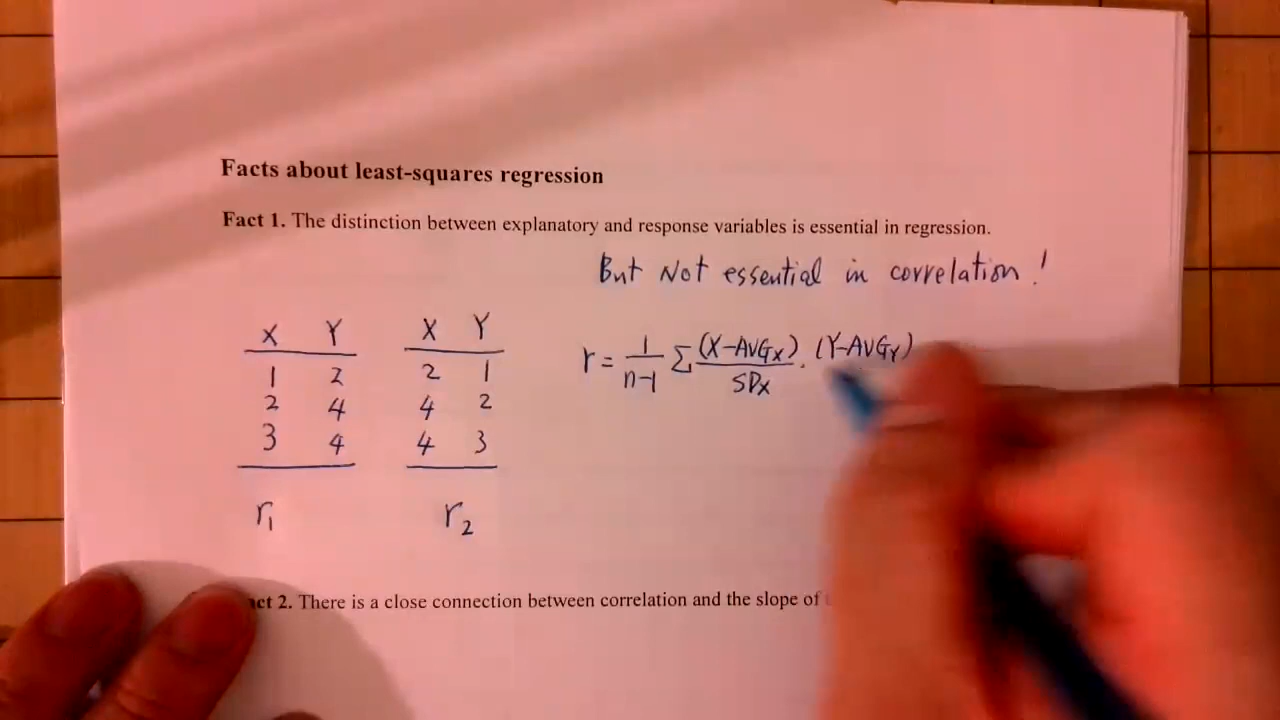 Facts about least-squares regression
Fact 1. The distinction between explanatory and response variables is essential in regression.
But Not essential in correlation!
X Y X Y
1 2 2 1
2 4 4 2
3 4 4 3
r1 r2
r = 1/(n-1) Σ (X-AVGx)/SDx · (Y-AVGY)
2. There is a close connection between correlation and the slope of